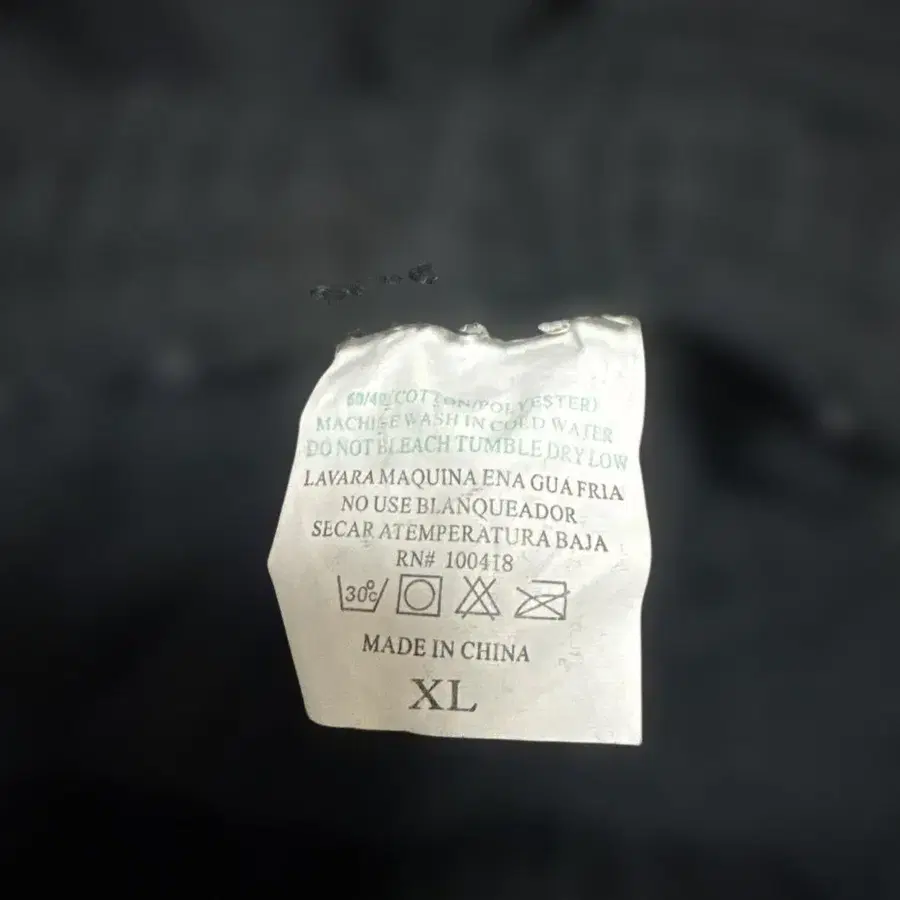 60/40(COTTON/POLYESTER)
MACHINE WASH IN COLD WATER
DO NOT BLEACH TUMBLE DRY LOW
LAVARA MAQUINA ENA GUA FRIA
NO USE BLANQUEADOR
SECAR ATEMPERATURA BAJA
RN# 100418
30°C
MADE IN CHINA
XL